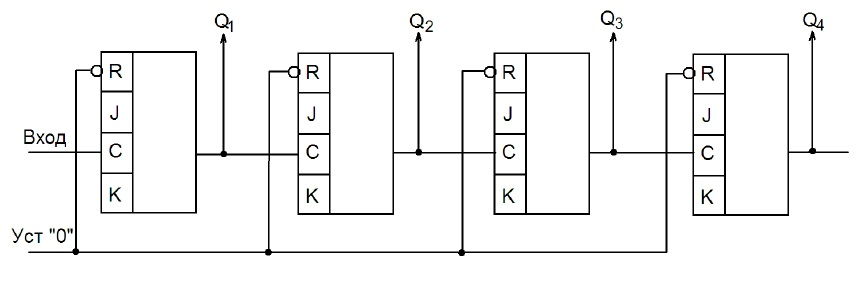 Q1 Q2 Q3 Q4
R R R R
J J J J
Вход C C C C
K K K K
Уст "0"